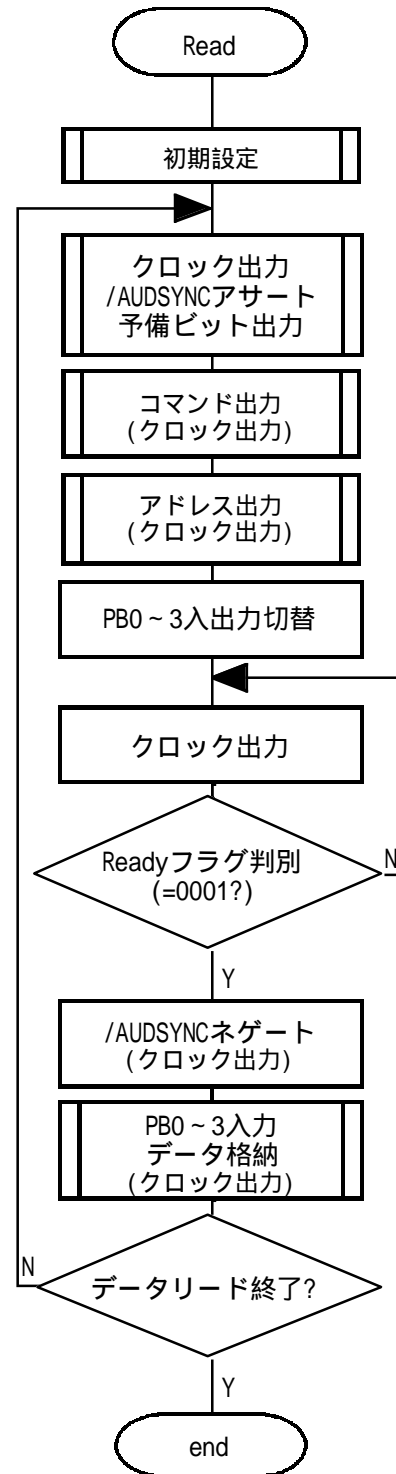 Read
初期設定
クロック出力
/AUDSYNCアサート
予備ビット出力
コマンド出力
(クロック出力)
アドレス出力
(クロック出力)
PB0~3入出力切替
クロック出力
Readyフラグ判別
(=0001?)
N
Y
/AUDSYNCネゲート
(クロック出力)
PB0~3入力
データ格納
(クロック出力)
N
データリード終了?
Y
end